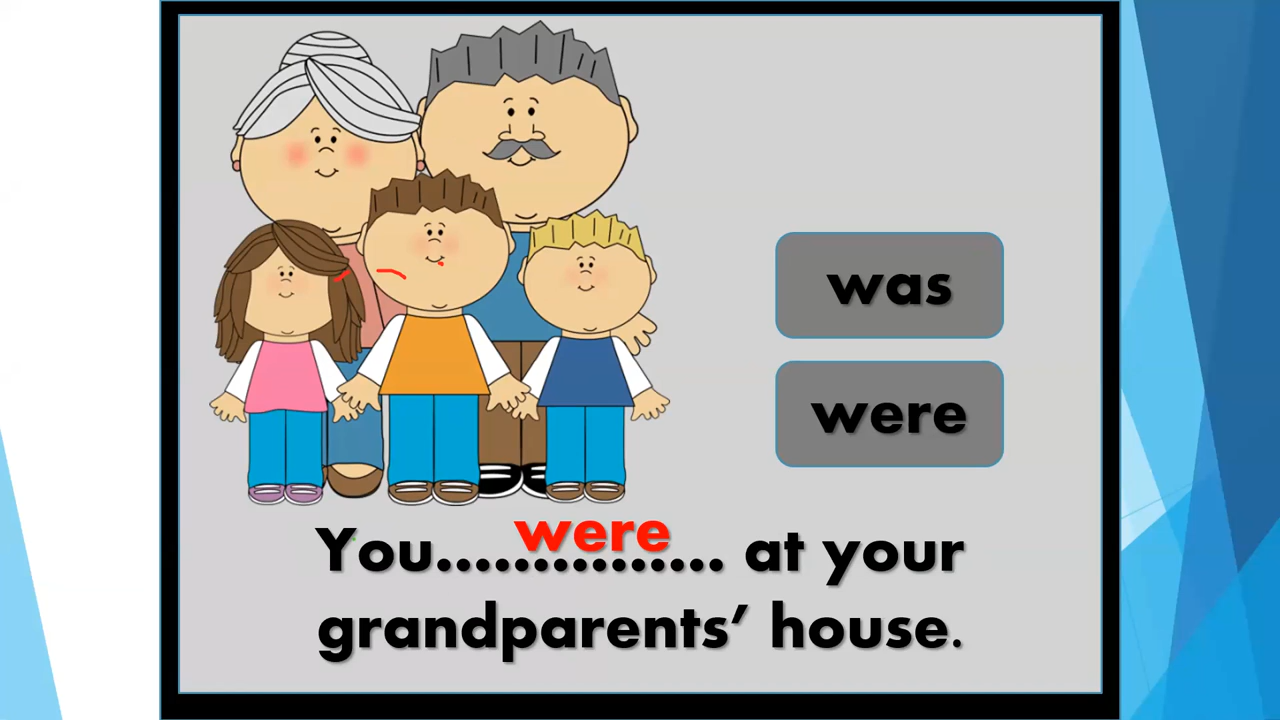 was
were
You...............  at your
were
grandparents’ house.